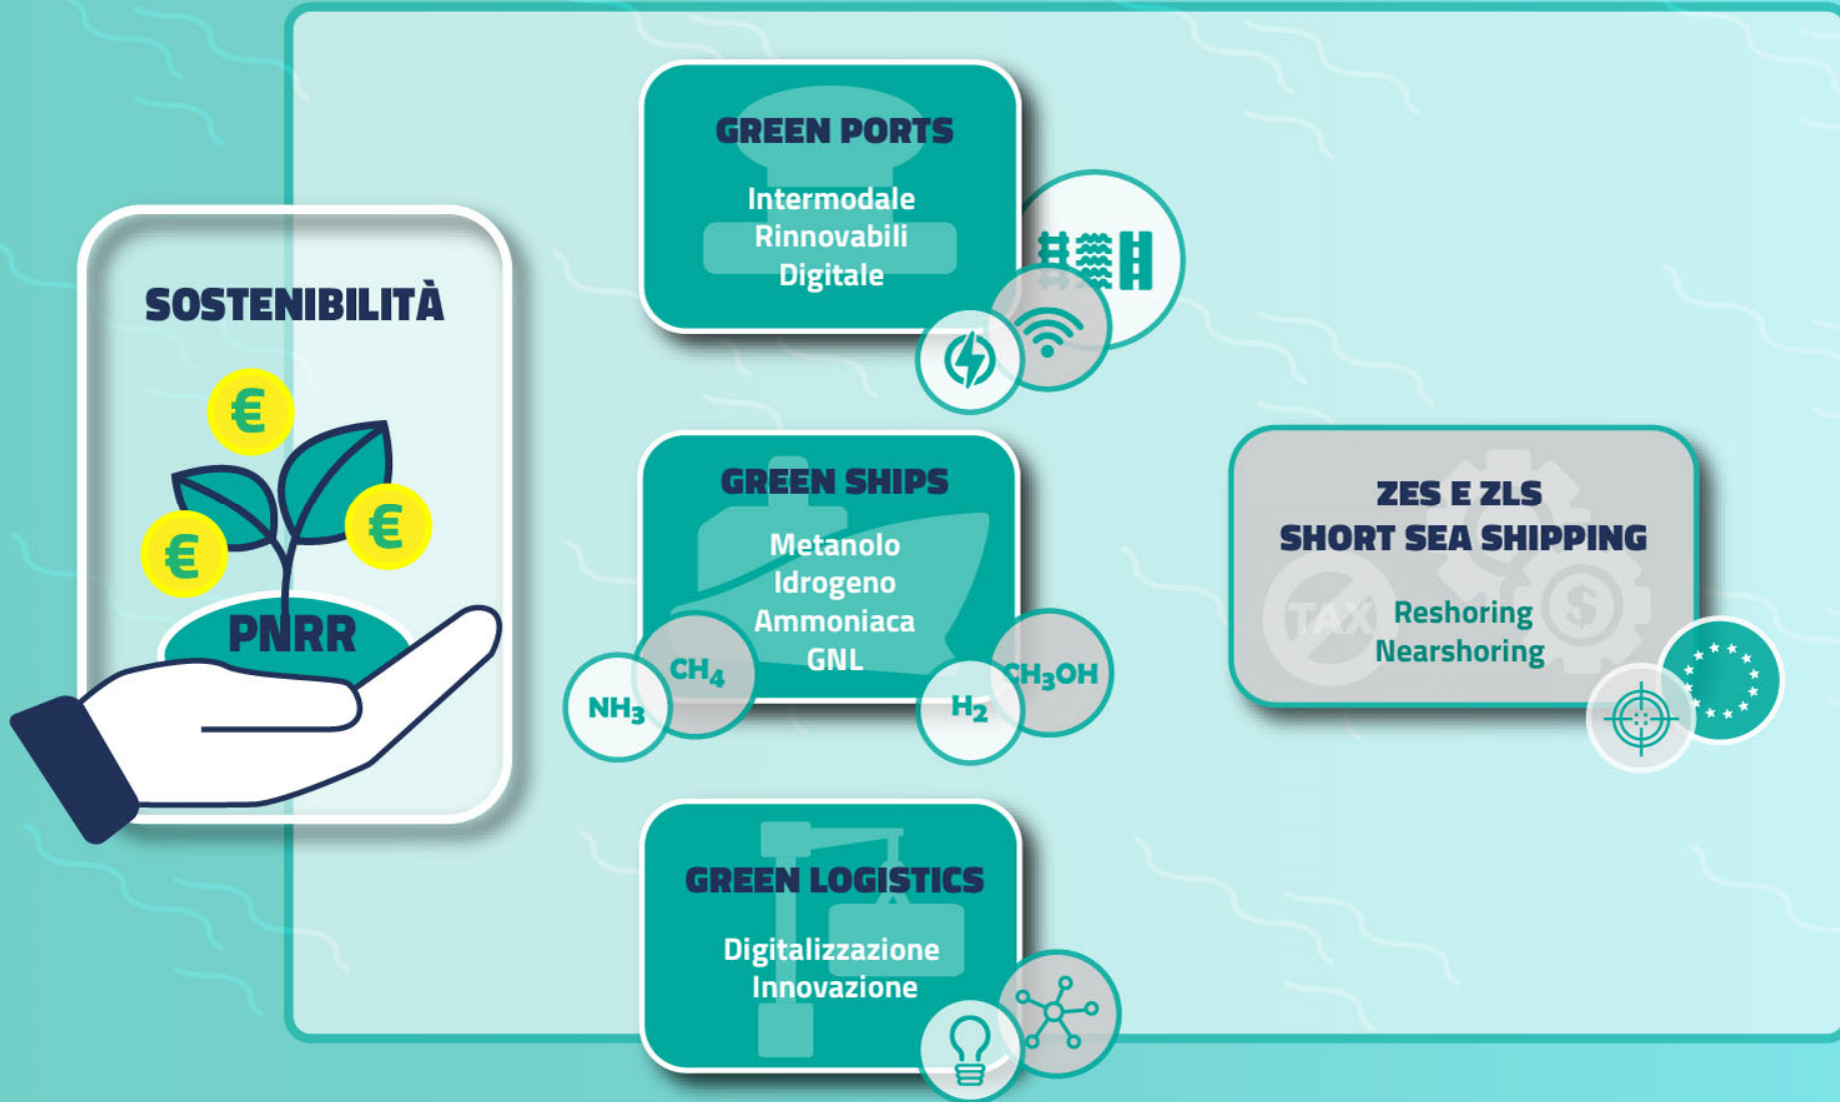 SOSTENIBILITÀ
€
€
€
PNRR
GREEN PORTS
Intermodale
Rinnovabili
Digitale
GREEN SHIPS
Metanolo
Idrogeno
Ammoniaca
GNL
NH₃
CH₄
H₂
CH₃OH
GREEN LOGISTICS
Digitalizzazione
Innovazione
ZES E ZLS
SHORT SEA SHIPPING
TAX
$
Reshoring
Nearshoring